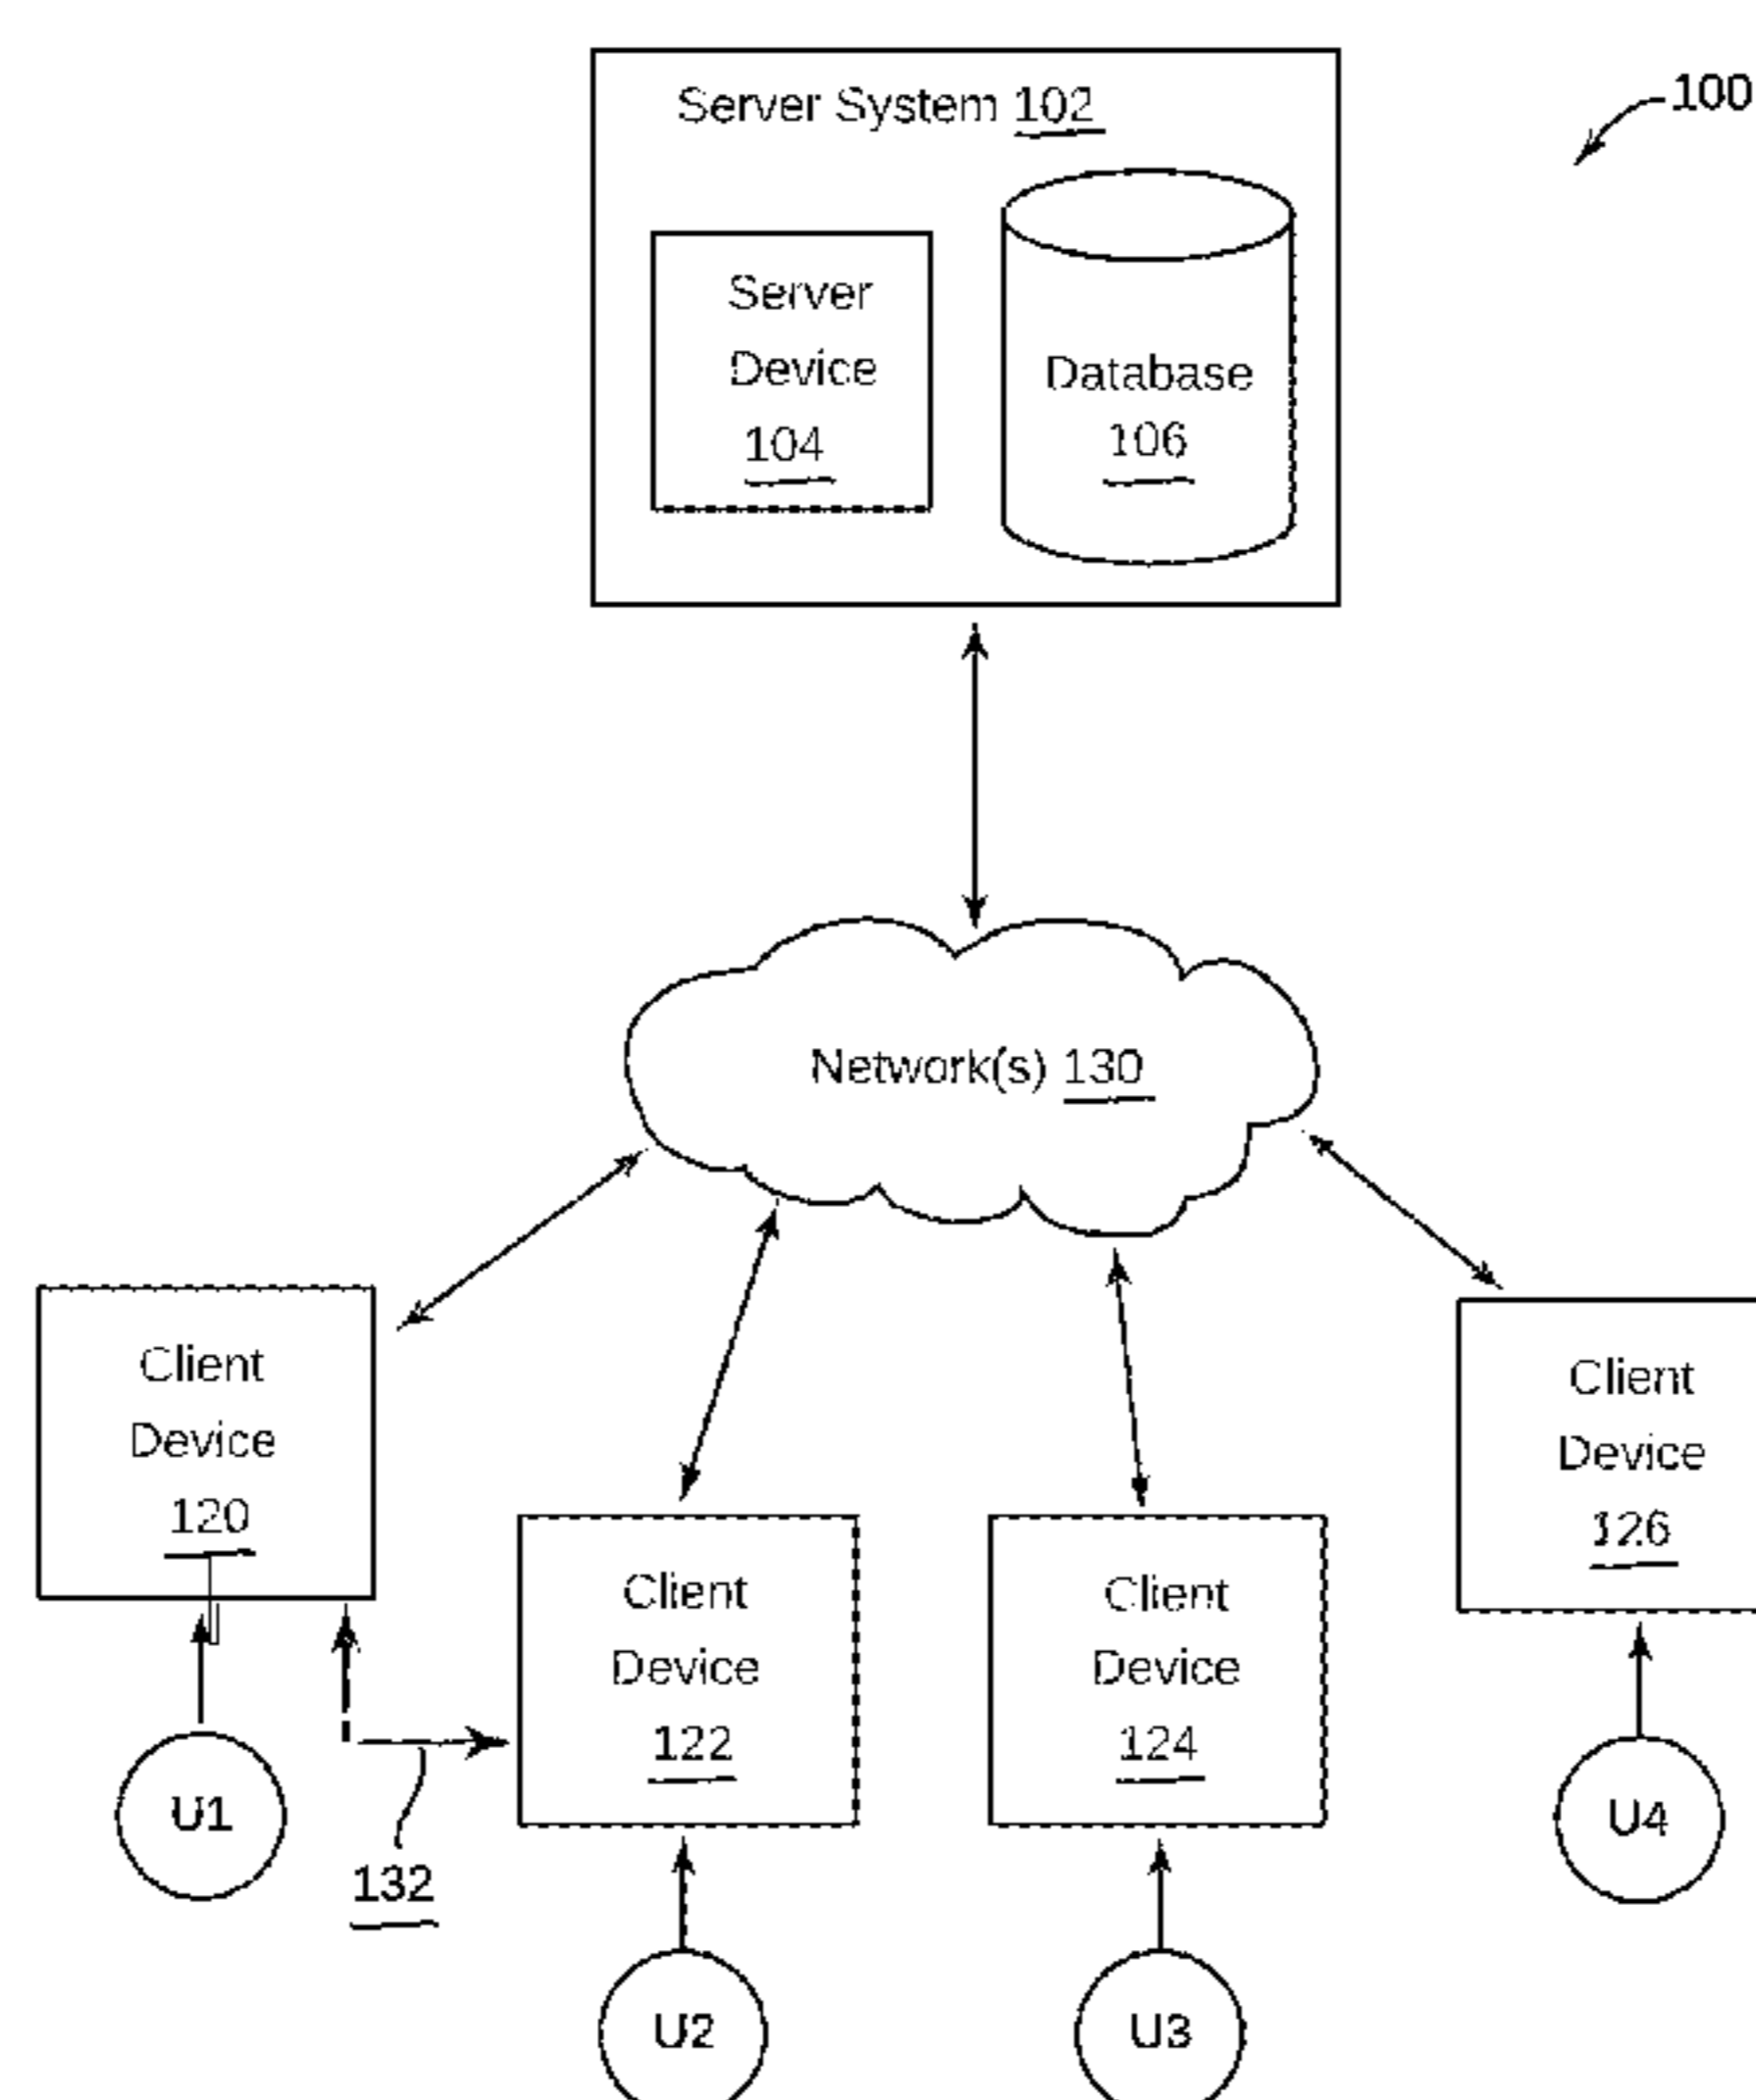 Server System 102
100
Server
Device
104
Database
106
Network(s) 130
Client
Device
120
Client
Device
122
Client
Device
124
Client
Device
126
U1
132
U2
U3
U4